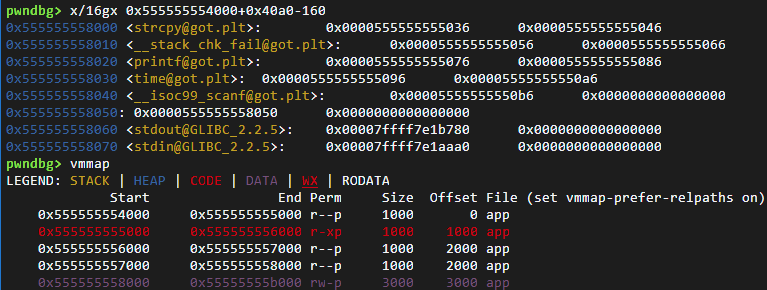 pwndbg> x/16gx 0x555555554000+0x40a0-160
0x555555558000 <strcpy@got.plt>: 0x0000555555555036 0x0000555555555046
0x555555558010 <__stack_chk_fail@got.plt>: 0x0000555555555056 0x0000555555555066
0x555555558020 <printf@got.plt>: 0x0000555555555076 0x0000555555555086
0x555555558030 <time@got.plt>: 0x0000555555555096 0x00005555555550a6
0x555555558040 <__isoc99_scanf@got.plt>: 0x00005555555550b6 0x0000000000000000
0x555555558050: 0x0000555555558050 0x0000000000000000
0x555555558060 <stdout@GLIBC_2.2.5>: 0x00007ffff7e1b780 0x0000000000000000
0x555555558070 <stdin@GLIBC_2.2.5>: 0x00007ffff7e1aaa0 0x0000000000000000
pwndbg> vmmap
LEGEND: STACK | HEAP | CODE | DATA | WX | RODATA
Start End Perm Size Offset File (set vmmap-prefer-relpaths on)
0x555555554000 0x555555555000 r--p 1000 0 app
0x555555555000 0x555555556000 r-xp 1000 1000 app
0x555555556000 0x555555557000 r--p 1000 2000 app
0x555555557000 0x555555558000 r--p 1000 2000 app
0x555555558000 0x55555555b000 rw-p 3000 3000 app